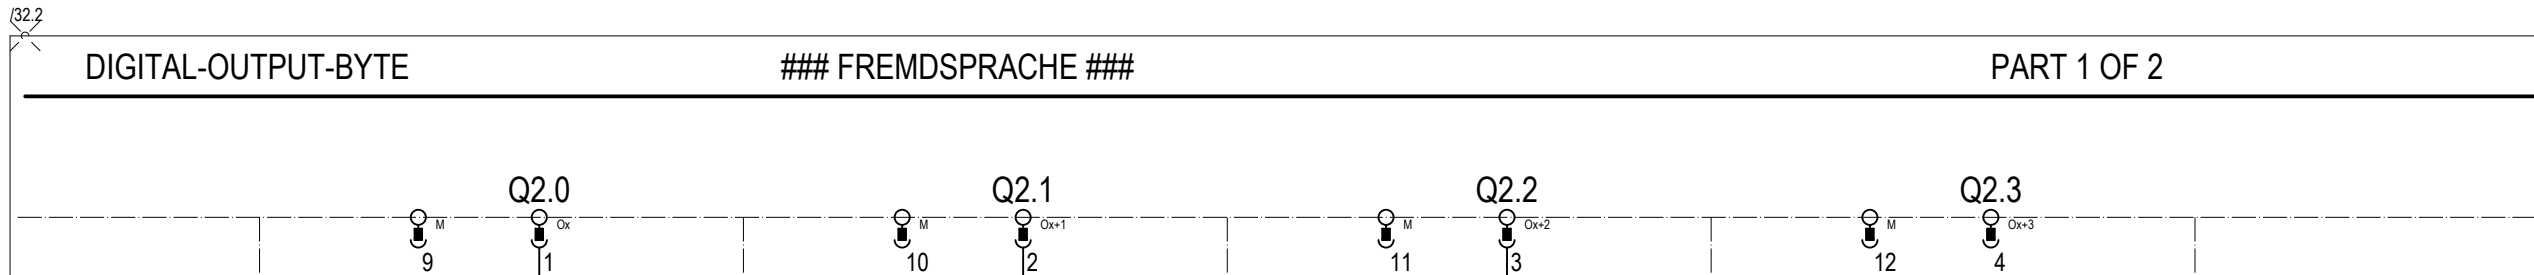 /32.2
DIGITAL-OUTPUT-BYTE ### FREMDSPRACHE ### PART 1 OF 2
Q2.0 Q2.1 Q2.2 Q2.3
M Ox M Ox+1 M Ox+2 M Ox+3
9 1 10 2 11 3 12 4